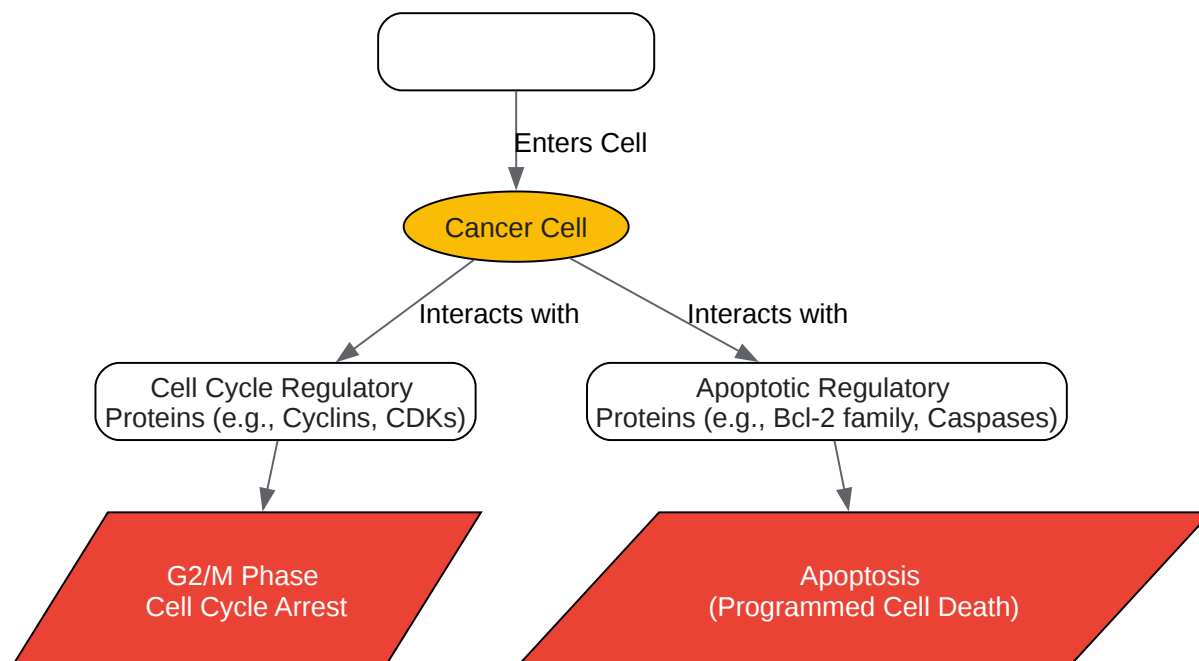 Enters Cell
Cancer Cell
Interacts with
Interacts with
Cell Cycle Regulatory
Proteins (e.g., Cyclins, CDKs)
Apoptotic Regulatory
Proteins (e.g., Bcl-2 family, Caspases)
G2/M Phase
Cell Cycle Arrest
Apoptosis
(Programmed Cell Death)